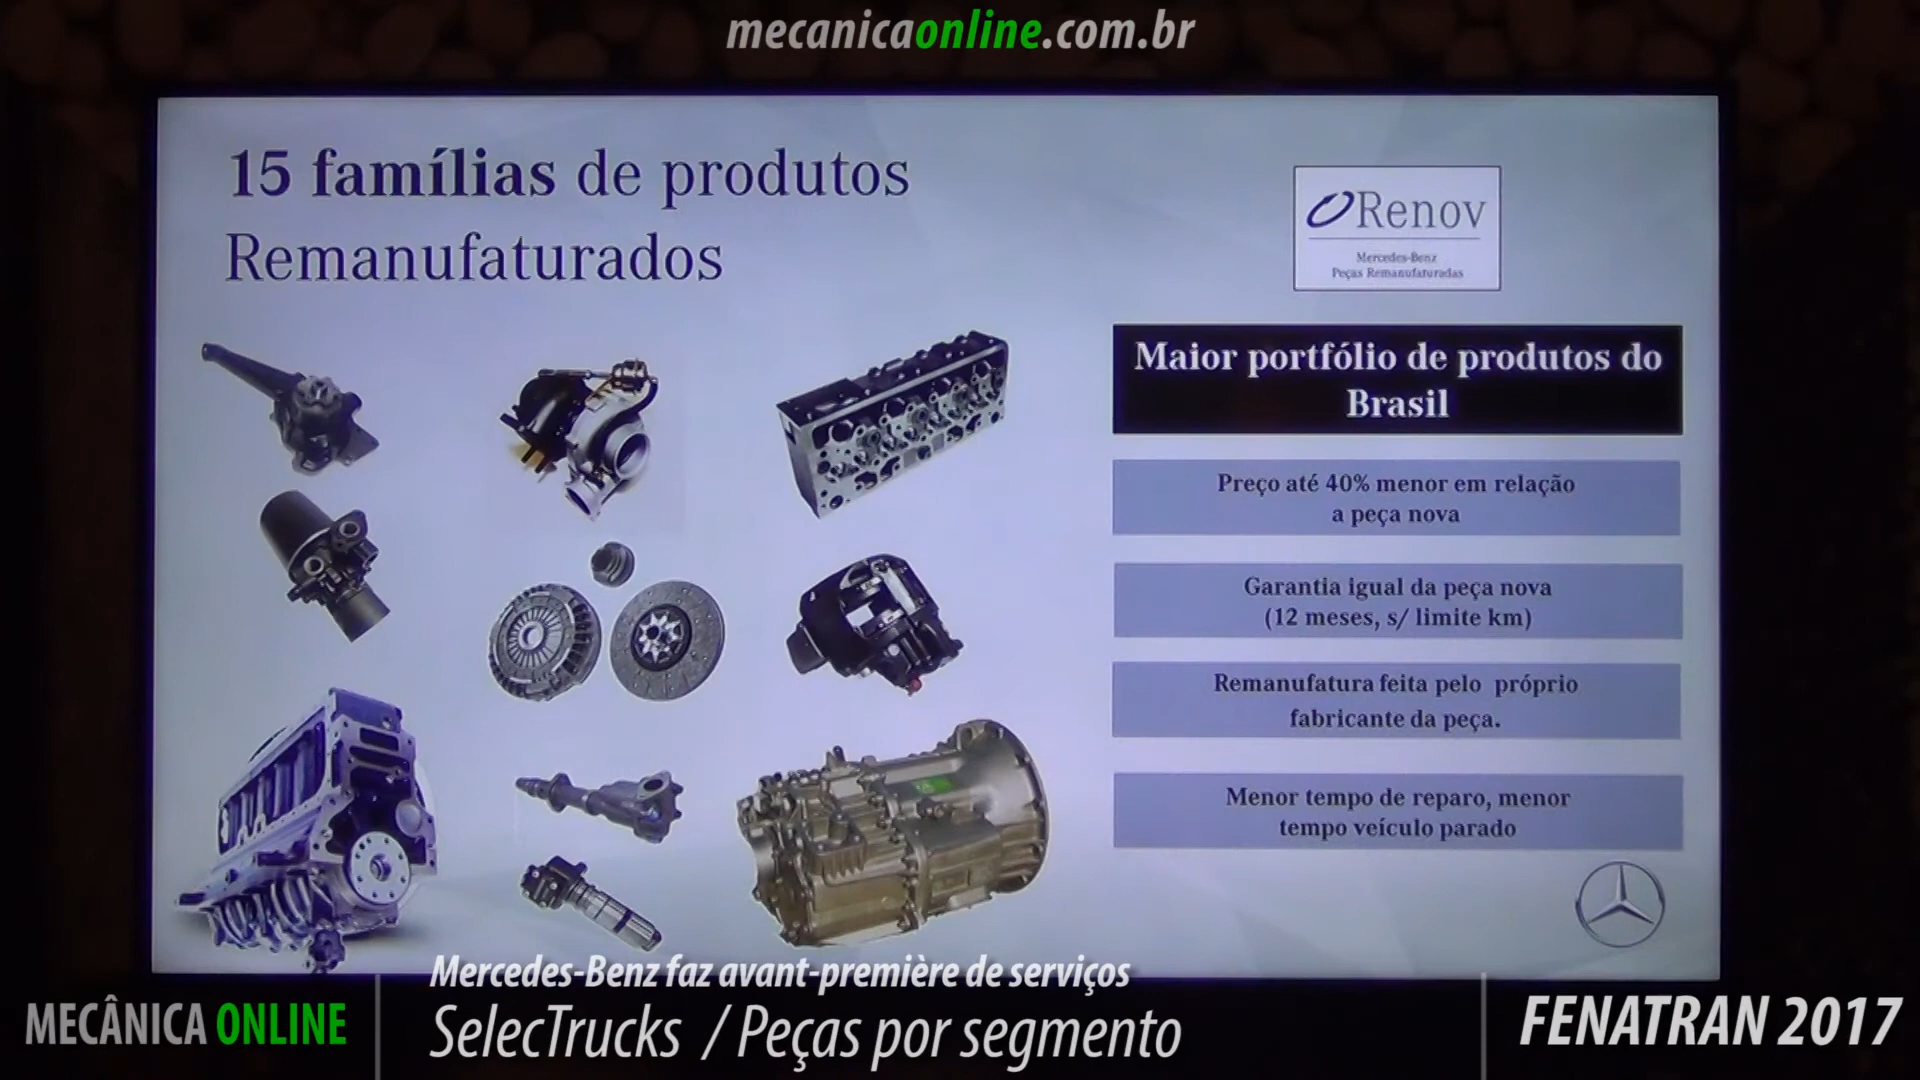 mecanicaonline.com.br
15 famílias de produtos
Remanufaturados
Renov
Mercedes-Benz
Peças Remanufaturadas
Maior portfólio de produtos do
Brasil
Preço até 40% menor em relação
a peça nova
Garantia igual da peça nova
(12 meses, s/ limite km)
Remanufatura feita pelo próprio
fabricante da peça.
Menor tempo de reparo, menor
tempo veículo parado
Mercedes-Benz faz avant-première de serviços
MECÂNICA ONLINE
SelecTrucks / Peças por segmento
FENATRAN 2017